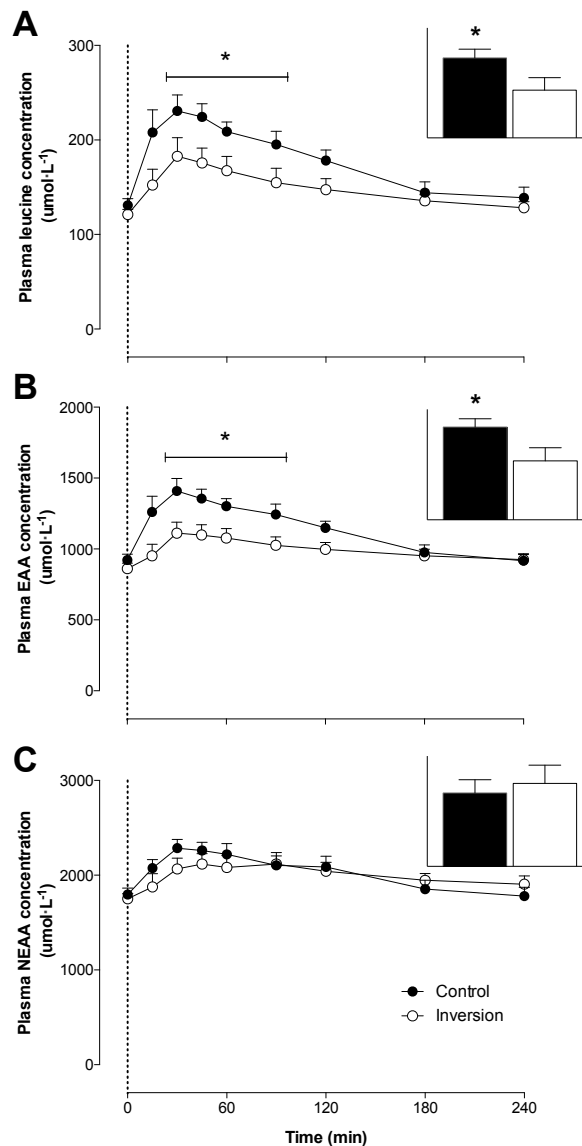 A
Plasma leucine concentration
(umol·L⁻¹)
300
200
100
0
*
*
B
Plasma EAA concentration
(umol·L⁻¹)
2000
1500
1000
500
0
*
*
C
Plasma NEAA concentration
(umol·L⁻¹)
3000
2000
1000
0
Control
Inversion
0 60 120 180 240
Time (min)